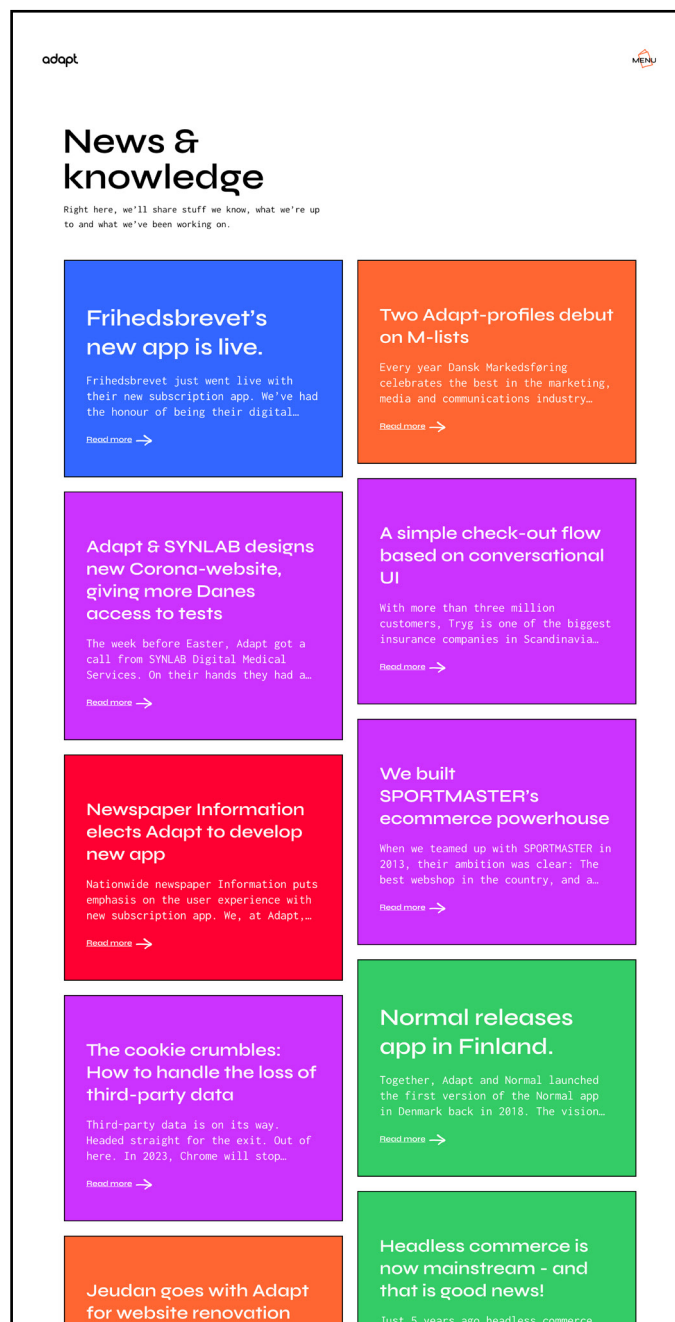 adapt
MENU
News &
knowledge
Right here, we'll share stuff we know, what we're up
to and what we've been working on.
Frihedsbrevet's
new app is live.
Frihedsbrevet just went live with
their new subscription app. We've had
the honour of being their digital…
Read more
Two Adapt-profiles debut
on M-lists
Every year Dansk Markedsføring
celebrates the best in the marketing,
media and communications industry…
Read more
Adapt & SYNLAB designs
new Corona-website,
giving more Danes
access to tests
The week before Easter, Adapt got a
call from SYNLAB Digital Medical
Services. On their hands they had a…
Read more
A simple check-out flow
based on conversational
UI
With more than three million
customers, Tryg is one of the biggest
insurance companies in Scandinavia…
Read more
Newspaper Information
elects Adapt to develop
new app
Nationwide newspaper Information puts
emphasis on the user experience with
new subscription app. We, at Adapt,…
Read more
We built
SPORTMASTER's
ecommerce powerhouse
When we teamed up with SPORTMASTER in
2013, their ambition was clear: The
best webshop in the country, and a…
Read more
The cookie crumbles:
How to handle the loss of
third-party data
Third-party data is on its way.
Headed straight for the exit. Out of
here. In 2023, Chrome will stop…
Read more
Normal releases
app in Finland.
Together, Adapt and Normal launched
the first version of the Normal app
in Denmark back in 2018. The vision…
Read more
Jeudan goes with Adapt
for website renovation
Headless commerce is
now mainstream - and
that is good news!
Just 5 years ago headless commerce